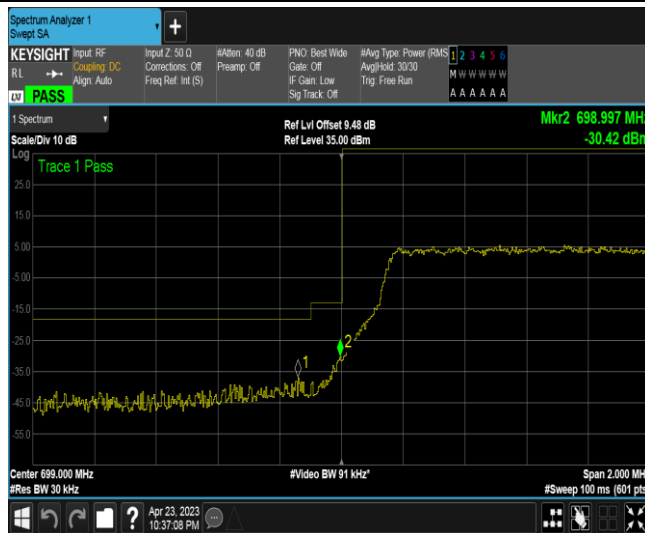 Spectrum Analyzer 1
Swept SA
+
KEYSIGHT
RL
LXI PASS
Input: RF
Coupling: DC
Align: Auto
Input Z: 50 Ω
Corrections: Off
Freq Ref: Int (S)
#Atten: 40 dB
Preamp: Off
PNO: Best Wide
Gate: Off
IF Gain: Low
Sig Track: Off
#Avg Type: Power (RMS
Avg|Hold: 30/30
Trig: Free Run
1 2 3 4 5 6
M W W W W W
A A A A A A
1 Spectrum
Scale/Div 10 dB
Ref Lvl Offset 9.48 dB
Ref Level 35.00 dBm
Mkr2 698.997 MHz
-30.42 dBm
Log
Trace 1 Pass
25.0
15.0
5.00
-5.00
-15.0
-25.0
-35.0
-45.0
-55.0
1
2
Center 699.000 MHz
#Res BW 30 kHz
#Video BW 91 kHz*
Span 2.000 MHz
#Sweep 100 ms (601 pts
?
Apr 23, 2023
10:37:08 PM